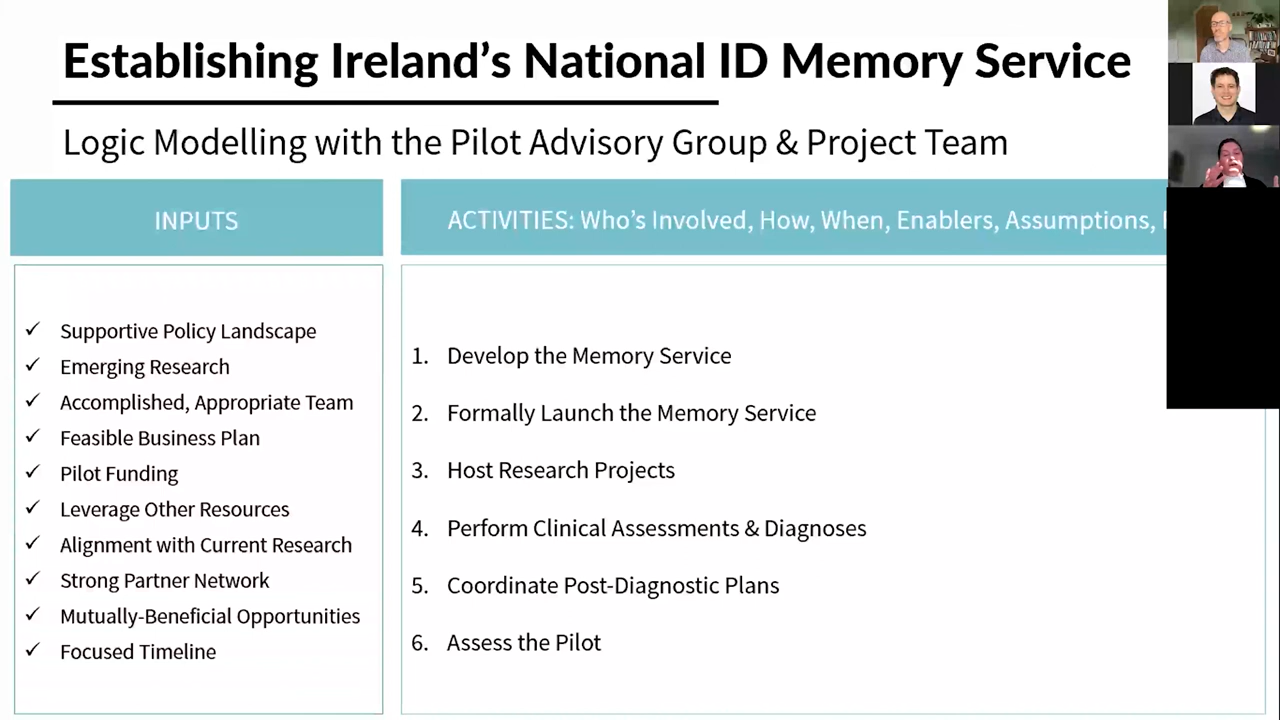 Establishing Ireland’s National ID Memory Service
Logic Modelling with the Pilot Advisory Group & Project Team
INPUTS
✓ Supportive Policy Landscape
✓ Emerging Research
✓ Accomplished, Appropriate Team
✓ Feasible Business Plan
✓ Pilot Funding
✓ Leverage Other Resources
✓ Alignment with Current Research
✓ Strong Partner Network
✓ Mutually-Beneficial Opportunities
✓ Focused Timeline
ACTIVITIES: Who’s Involved, How, When, Enablers, Assumptions,
1. Develop the Memory Service
2. Formally Launch the Memory Service
3. Host Research Projects
4. Perform Clinical Assessments & Diagnoses
5. Coordinate Post-Diagnostic Plans
6. Assess the Pilot